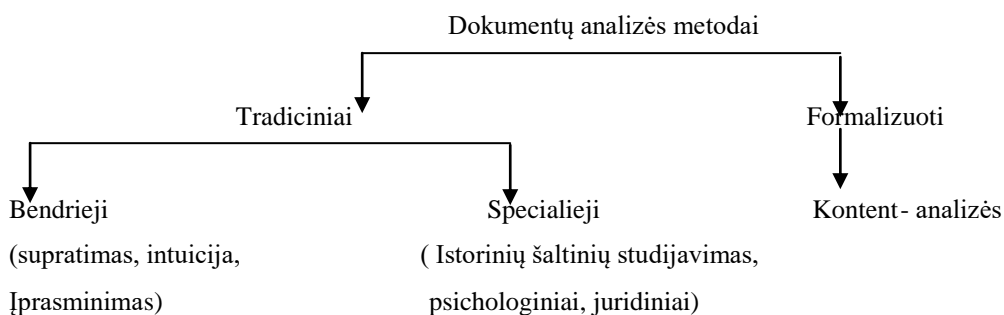 Dokumentų analizės metodai
Tradiciniai Formalizuoti
Bendrieji Specialieji Kontent- analizės
(supratimas, intuicija, ( Istorinių šaltinių studijavimas,
Įprasminimas) psichologiniai, juridiniai)